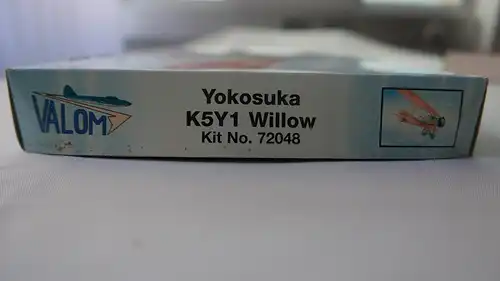 VALOM
Yokosuka
K5Y1 Willow
Kit No. 72048